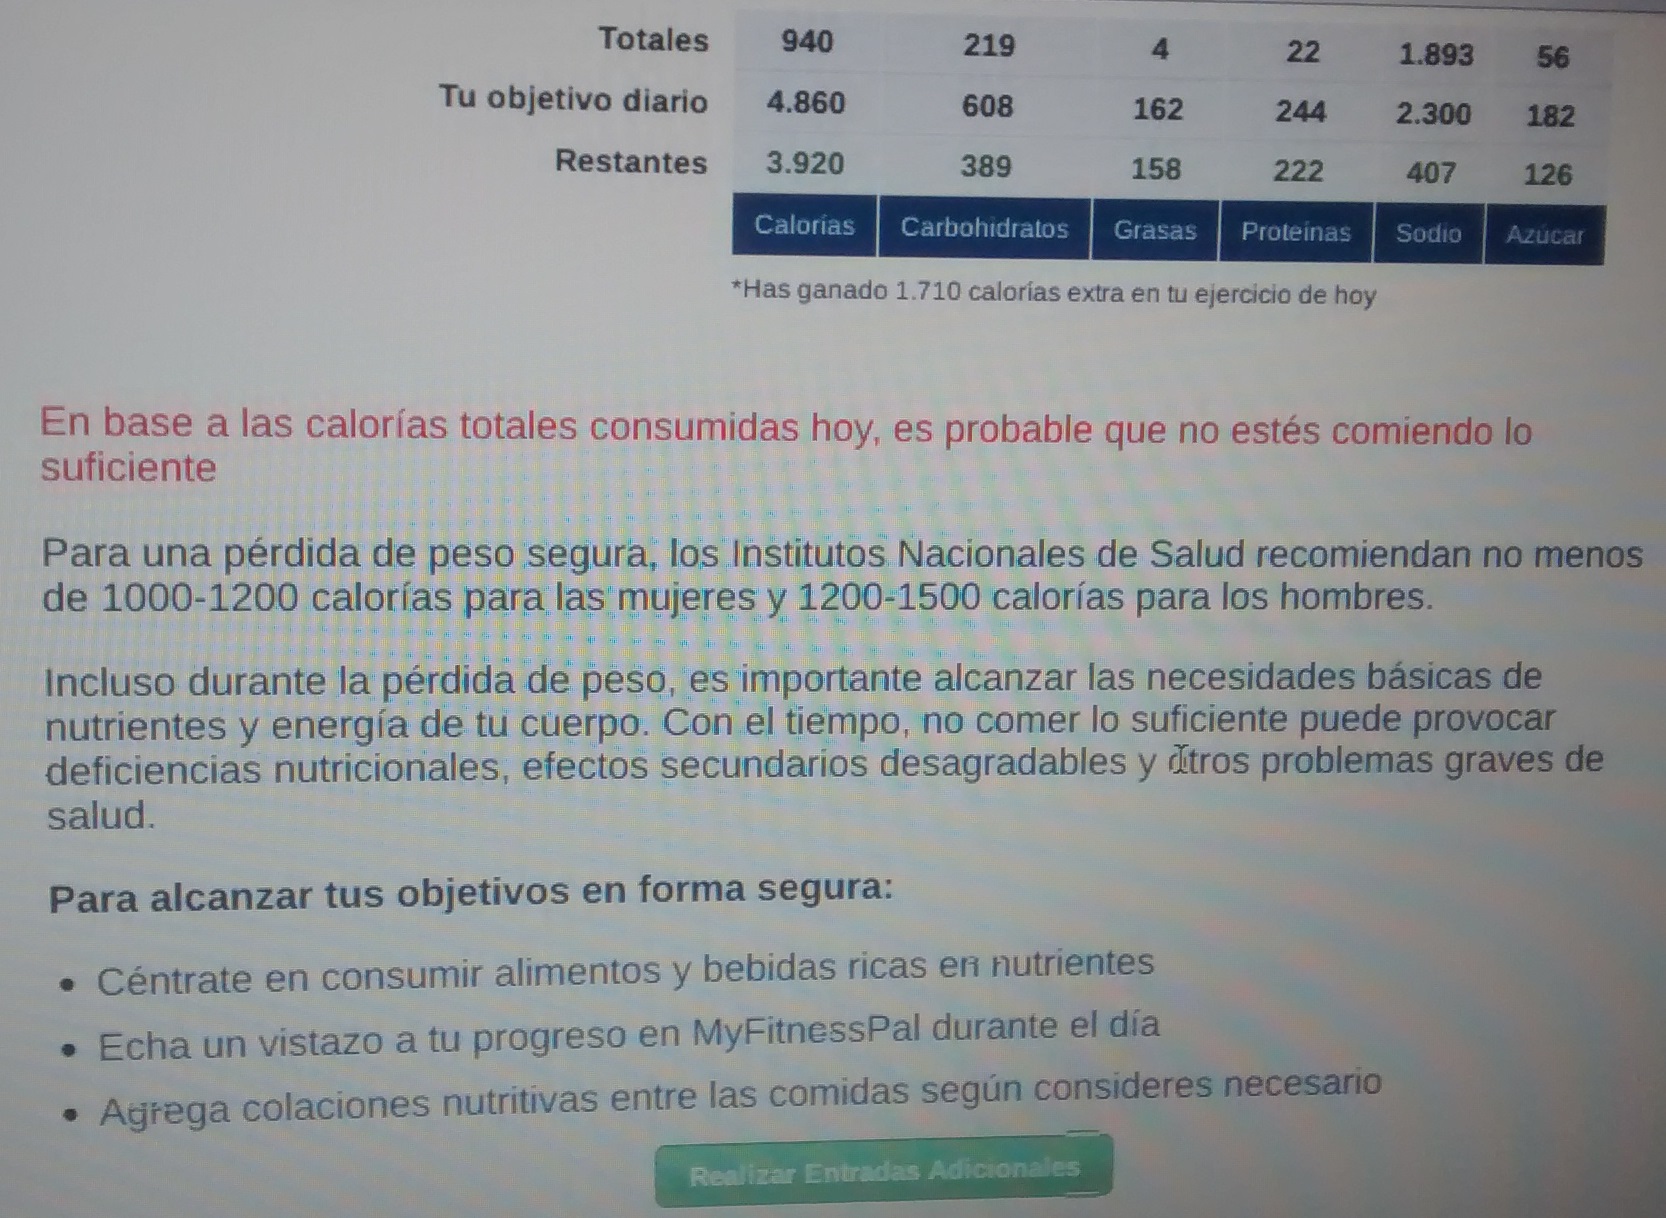 Totales 940 219 4 22 1.893 56
Tu objetivo diario 4.860 608 162 244 2.300 182
Restantes 3.920 389 158 222 407 126
Calorías Carbohidratos Grasas Proteínas Sodio Azúcar
*Has ganado 1.710 calorías extra en tu ejercicio de hoy
En base a las calorías totales consumidas hoy, es probable que no estés comiendo lo
suficiente
Para una pérdida de peso segura, los Institutos Nacionales de Salud recomiendan no menos
de 1000-1200 calorías para las mujeres y 1200-1500 calorías para los hombres.
Incluso durante la pérdida de peso, es importante alcanzar las necesidades básicas de
nutrientes y energía de tu cuerpo. Con el tiempo, no comer lo suficiente puede provocar
deficiencias nutricionales, efectos secundarios desagradables y otros problemas graves de
salud.
Para alcanzar tus objetivos en forma segura:
• Céntrate en consumir alimentos y bebidas ricas en nutrientes
• Echa un vistazo a tu progreso en MyFitnessPal durante el día
• Agrega colaciones nutritivas entre las comidas según consideres necesario
Realizar Entradas Adicionales